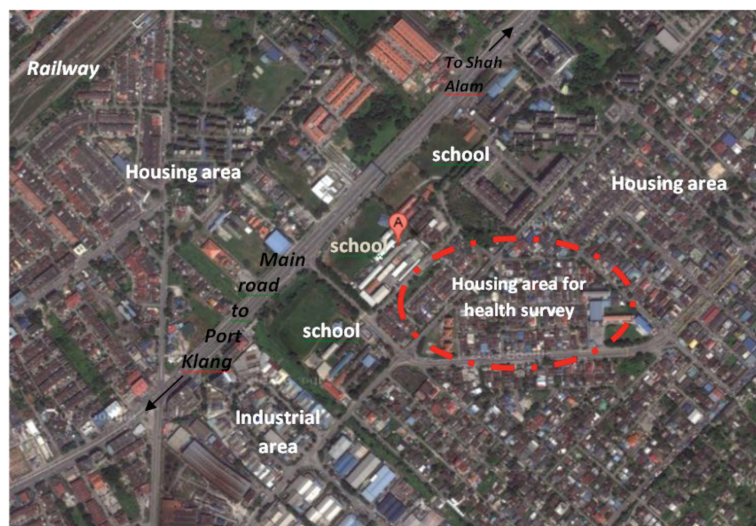 Railway
To Shah
Alam
school
Housing area
Housing area
A
school
Main
road
to
Port
Klang
Housing area for
health survey
school
Industrial
area